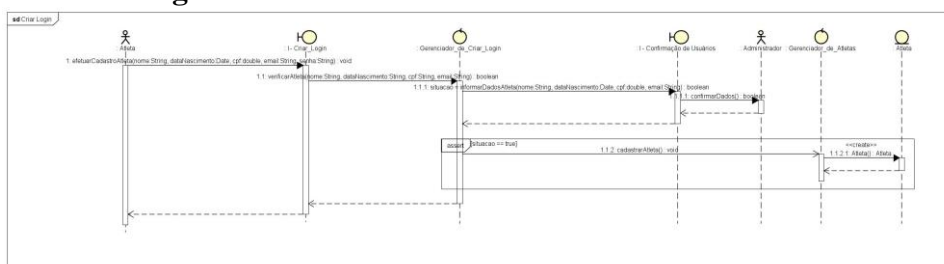 sd Criar Login
Atleta
I - Criar_Login
Gerenciador_de_Criar_Login
I - Confirmação de Usuários
Administrador
Gerenciador_de_Atletas
Atleta
1. efetuarCadastroAtleta(nome:String, dataNascimento:Date, cpf:double, email:String, senha:String) : void
1.1: verificarAtleta(nome:String, dataNascimento:String, cpf:String, email:String) : boolean
1.1.1: situacao = informarDadosAtleta(nome:String, dataNascimento:Date, cpf:double, email:String) : boolean
1.1.1.1: confirmarDados() : boolean
assert
[situacao == true]
1.1.2: cadastrarAtleta() : void
<<create>>
1.1.2.1: Atleta() : Atleta